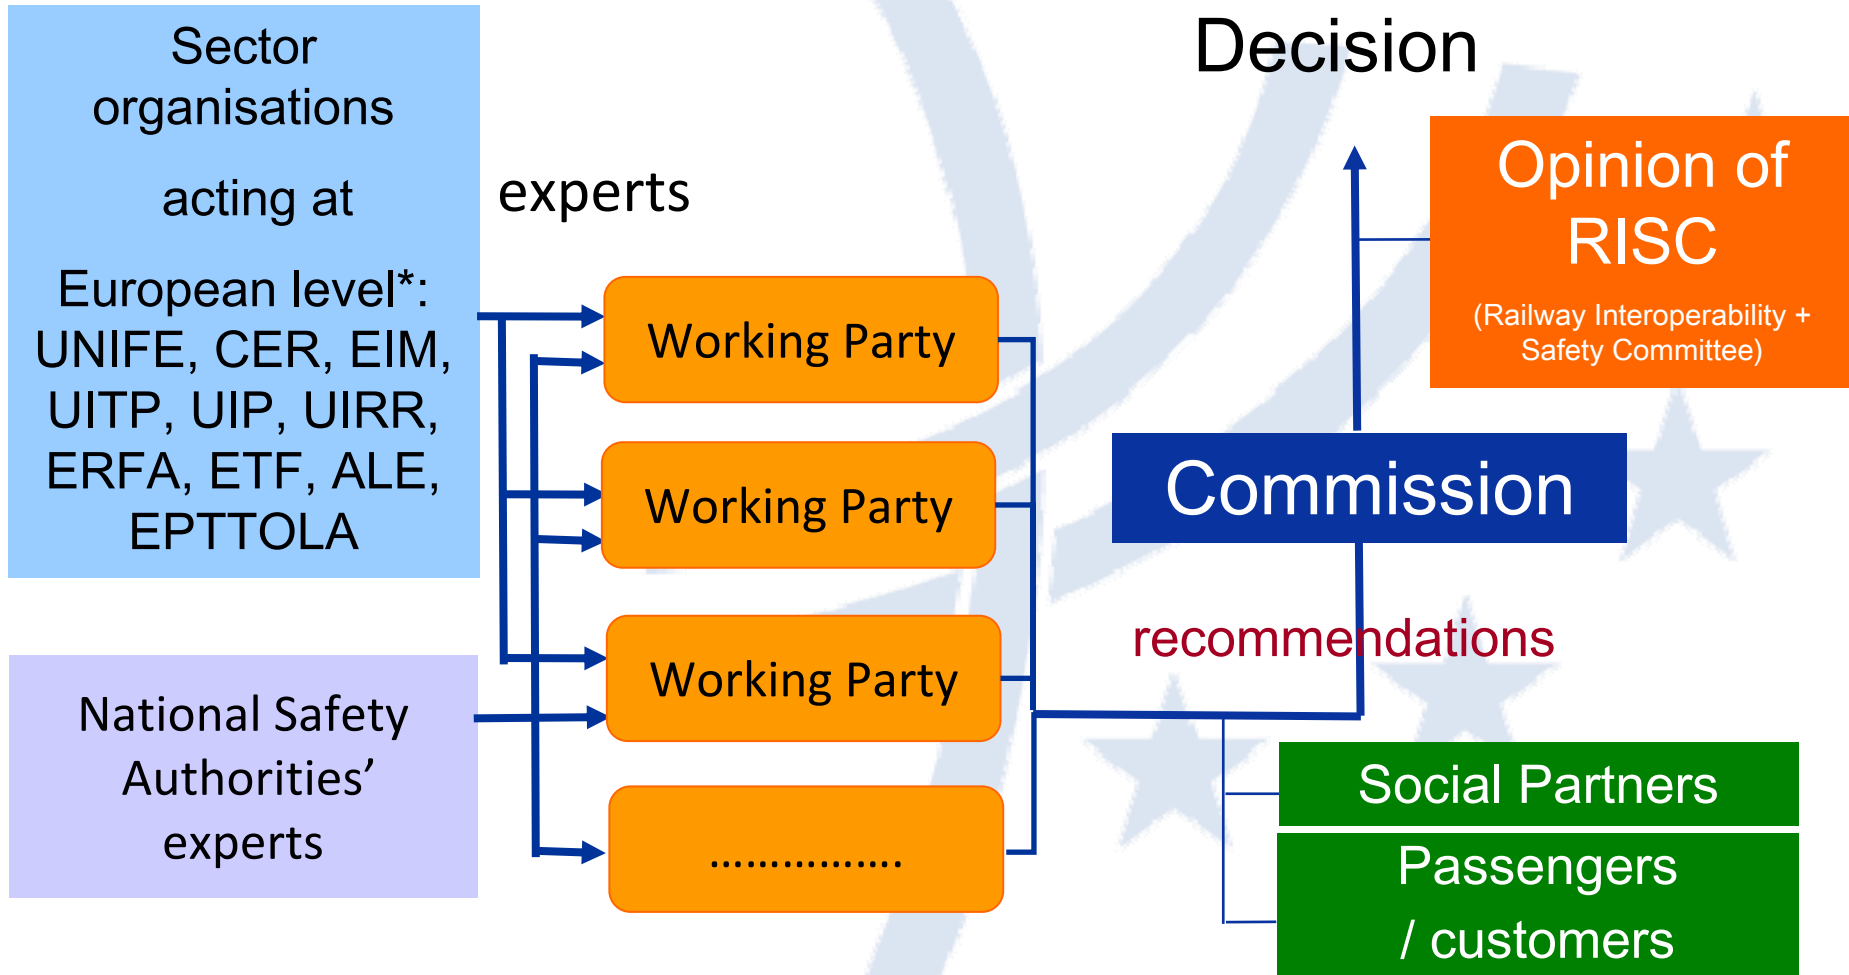 Sector
organisations
acting at
European level*:
UNIFE, CER, EIM,
UITP, UIP, UIRR,
ERFA, ETF, ALE,
EPTTOLA
National Safety
Authorities’
experts
experts
Working Party
Working Party
Working Party
................
Decision
Opinion of
RISC
(Railway Interoperability +
Safety Committee)
Commission
recommendations
Social Partners
Passengers
/ customers